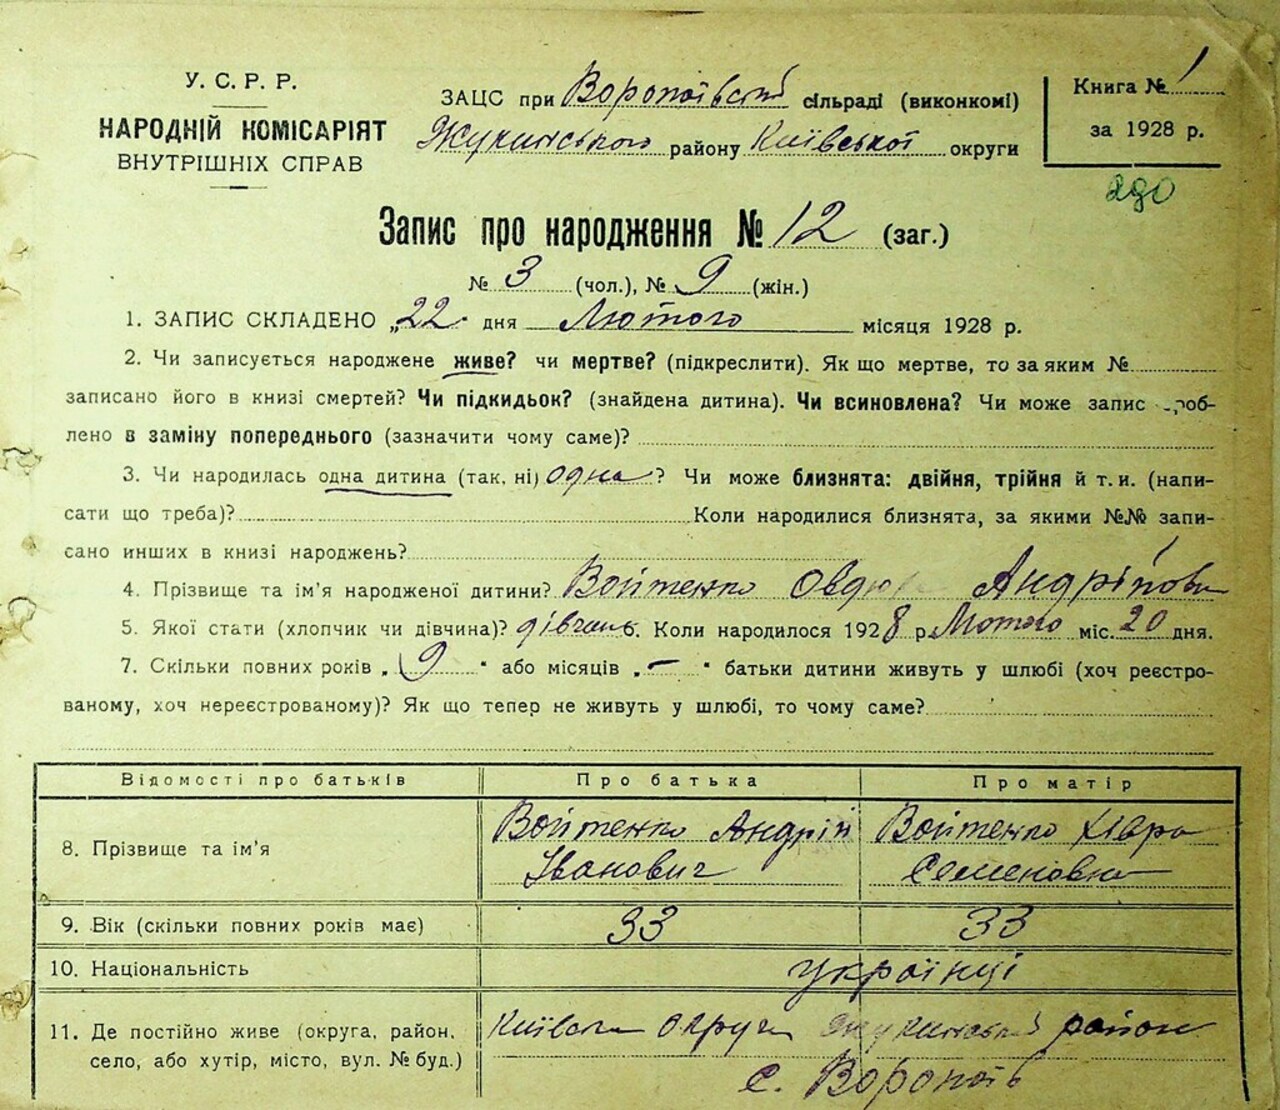 У. С. Р. Р.
НАРОДНІЙ КОМІСАРІЯТ
ВНУТРІШНІХ СПРАВ
ЗАЦС при Воропаївській сільраді (виконкомі)
Жукинського району Київської округи
Книга № 1
за 1928 р.
290
Запис про народження № 12 (заг.)
№ 3 (чол.), № 9 (жін.)
1. ЗАПИС СКЛАДЕНО „22" дня Лютого місяця 1928 р.
2. Чи записується народжене живе? чи мертве? (підкреслити). Як що мертве, то за яким №
записано його в книзі смертей? Чи підкидьок? (знайдена дитина). Чи всиновлена? Чи може запис зроб-
лено в заміну попереднього (зазначити чому саме)?
3. Чи народилась одна дитина (так, ні) одна? Чи може близнята: двійня, трійня й т. и. (напи-
сати що треба)? Коли народилися близнята, за якими №№ запи-
сано инших в книзі народжень?
4. Прізвище та ім'я народженої дитини? Войтенко Андріївна
5. Якої стати (хлопчик чи дівчина)? дівчина 6. Коли народилося 1928 р. Лютого міс. 20 дня.
7. Скільки повних років „9" або місяців „—" батьки дитини живуть у шлюбі (хоч реєстро-
ваному, хоч нереєстрованому)? Як що тепер не живуть у шлюбі, то чому саме?
Відомості про батьків Про батька Про матір
8. Прізвище та ім'я Войтенко Андрій Іванович Войтенко Хівра Семеновна
9. Вік (скільки повних років має) 33 33
10. Національність українці
11. Де постійно живе (округа, район, село, або хутір, місто, вул. № буд.) Київська округа Жукинський район
с. Воропаїв